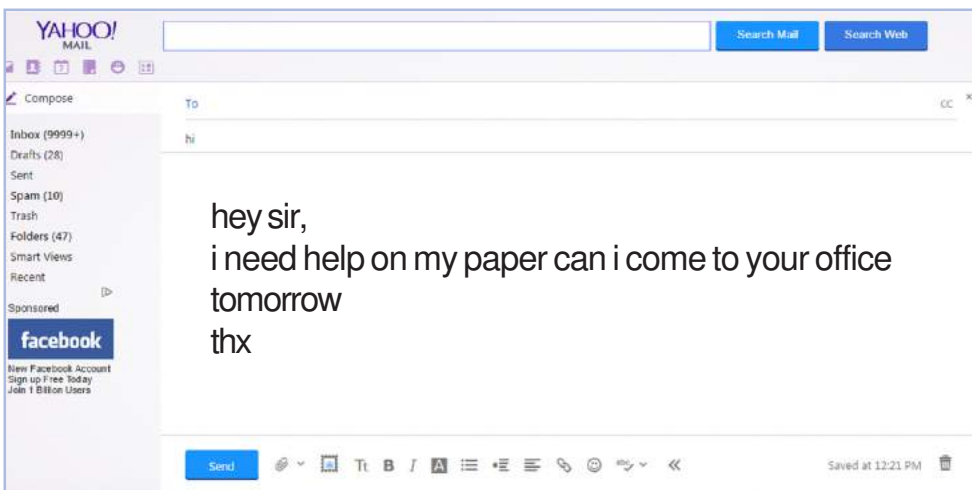 YAHOO!
MAIL
Search Mail
Search Web
Compose
To
CC
hi
Inbox (9999+)
Drafts (28)
Sent
Spam (10)
Trash
Folders (47)
Smart Views
Recent
Sponsored
facebook
New Facebook Account
Sign up Free Today
Join 1 Billion Users
hey sir,
i need help on my paper can i come to your office
tomorrow
thx
Send
Tt B I A
Saved at 12:21 PM